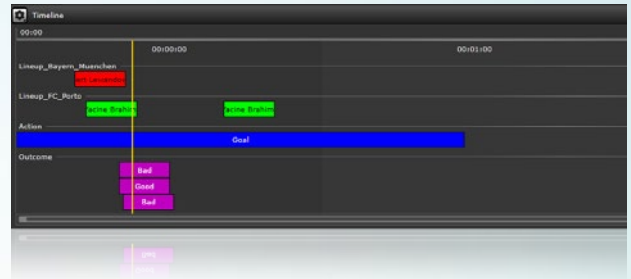 Timeline
00:00
00:00:00 00:01:00
Lineup_Bayern_Muenchen
Lineup_FC_Porto
acine Brahim acine Brahim
Action
Goal
Outcome
Bad
Good
Bad